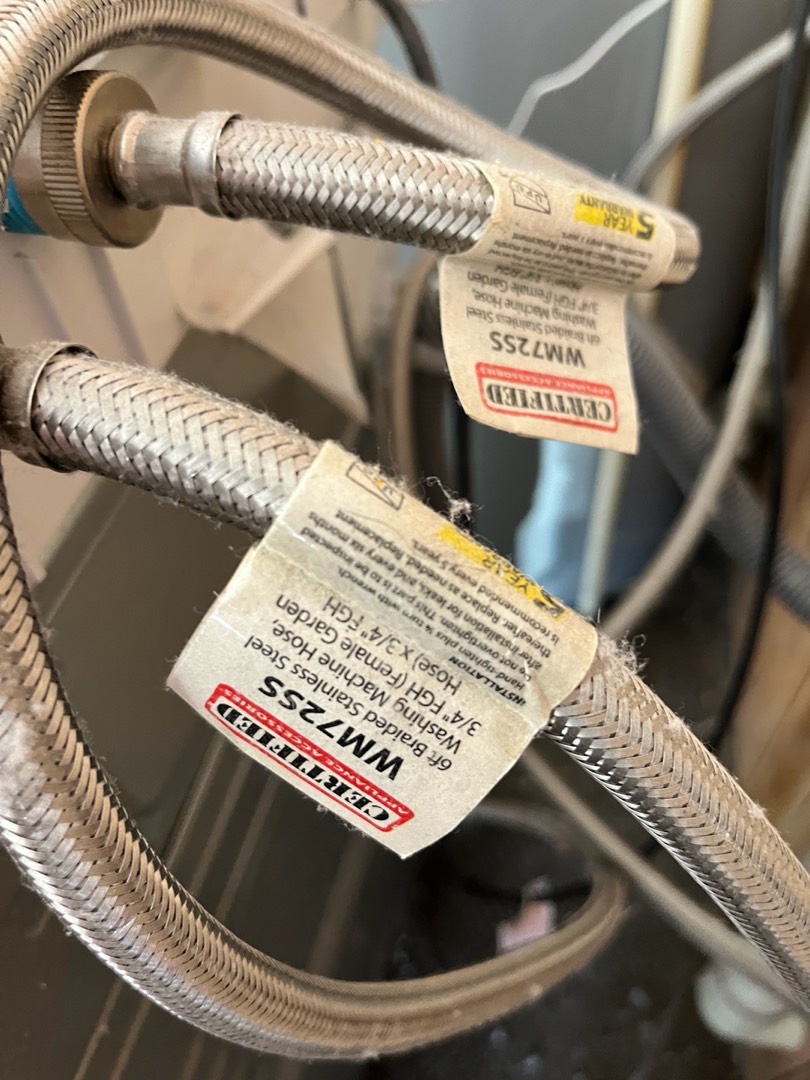 CERTIFIED
APPLIANCE ACCESSORIES
WM72SS
6ft Braided Stainless Steel
Washing Machine Hose,
3/4" FGH (Female Garden
5 YEAR
WARRANTY
CERTIFIED
APPLIANCE ACCESSORIES
WM72SS
6ft Braided Stainless Steel
Washing Machine Hose,
3/4" FGH (Female Garden
Hose) x 3/4" FGH
INSTALLATION
Hand-tighten plus ¼ turn with wrench.
Do not overtighten. This part is to be inspected
after installation for leaks, and every six months
thereafter. Replace as needed. Replacement
is recommended every 5 years.
5 YEAR